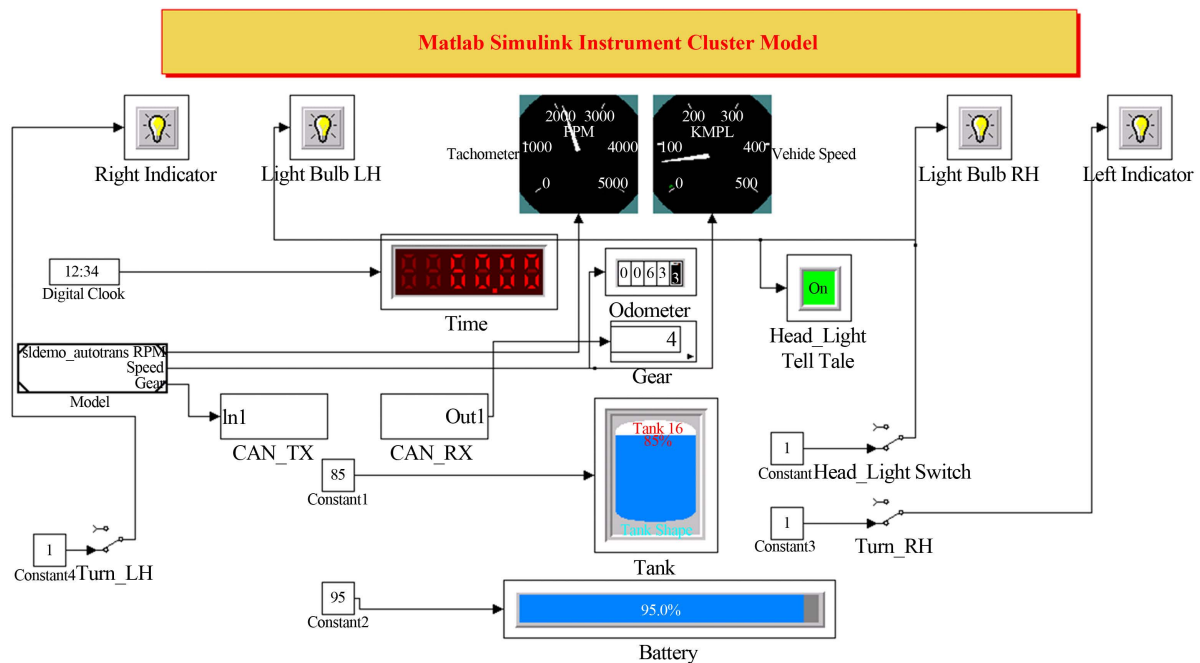 Matlab Simulink Instrument Cluster Model
Right Indicator
Light Bulb LH
Tachometer
0
1000
2000
3000
4000
5000
Vehide Speed
KMPL
0
100
200
300
400
500
Light Bulb RH
Left Indicator
12:34
Digital Clook
Time
0 0 6 3 3
Odometer
On
Head_Light
Tell Tale
4
Gear
sldemo_autotrans RPM
Speed
Gear
Model
In1
CAN_TX
Out1
CAN_RX
85
Constant1
Tank 16
85%
Tank Shape
Tank
1
Constant
Head_Light Switch
1
Constant3
Turn_RH
1
Constant4
Turn_LH
95
Constant2
95.0%
Battery